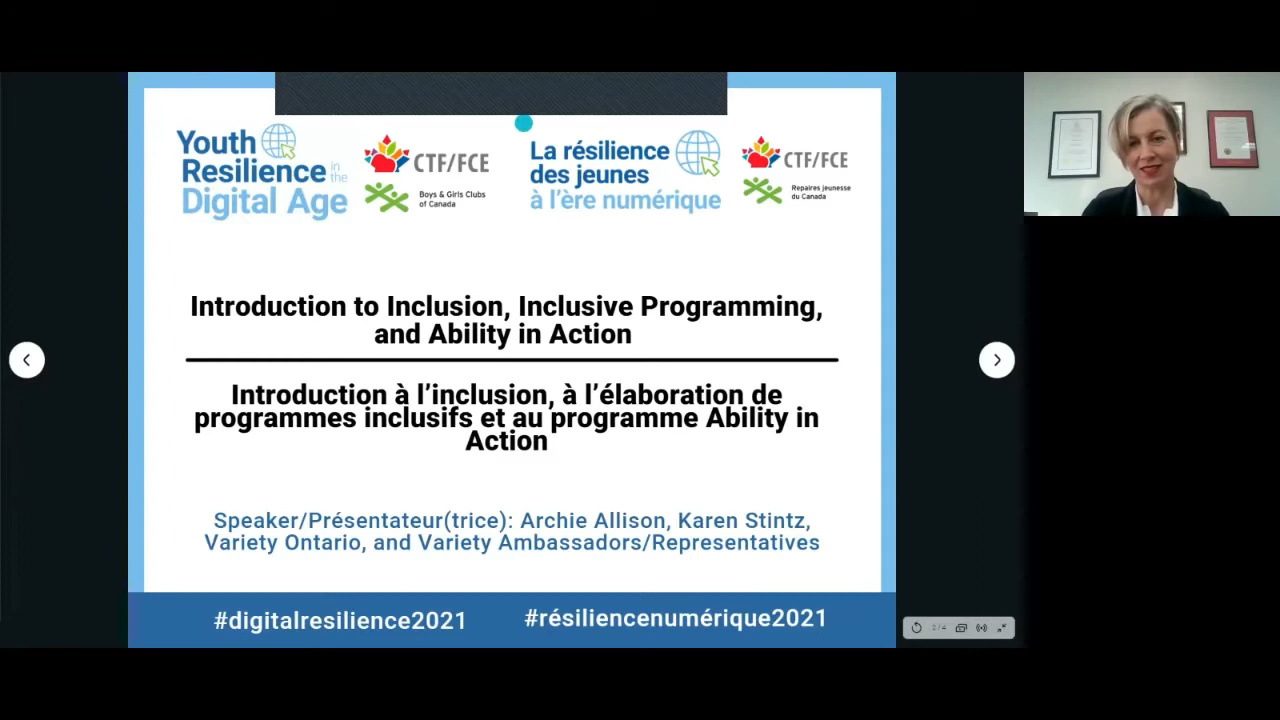 Youth
Resilience in the
Digital Age
CTF/FCE
Boys & Girls Clubs
of Canada
La résilience
des jeunes
à l'ère numérique
CTF/FCE
Repaires jeunesse
du Canada
Introduction to Inclusion, Inclusive Programming,
and Ability in Action
Introduction à l’inclusion, à l’élaboration de
programmes inclusifs et au programme Ability in
Action
Speaker/Présentateur(trice): Archie Allison, Karen Stintz,
Variety Ontario, and Variety Ambassadors/Representatives
#digitalresilience2021
#résiliencenumérique2021